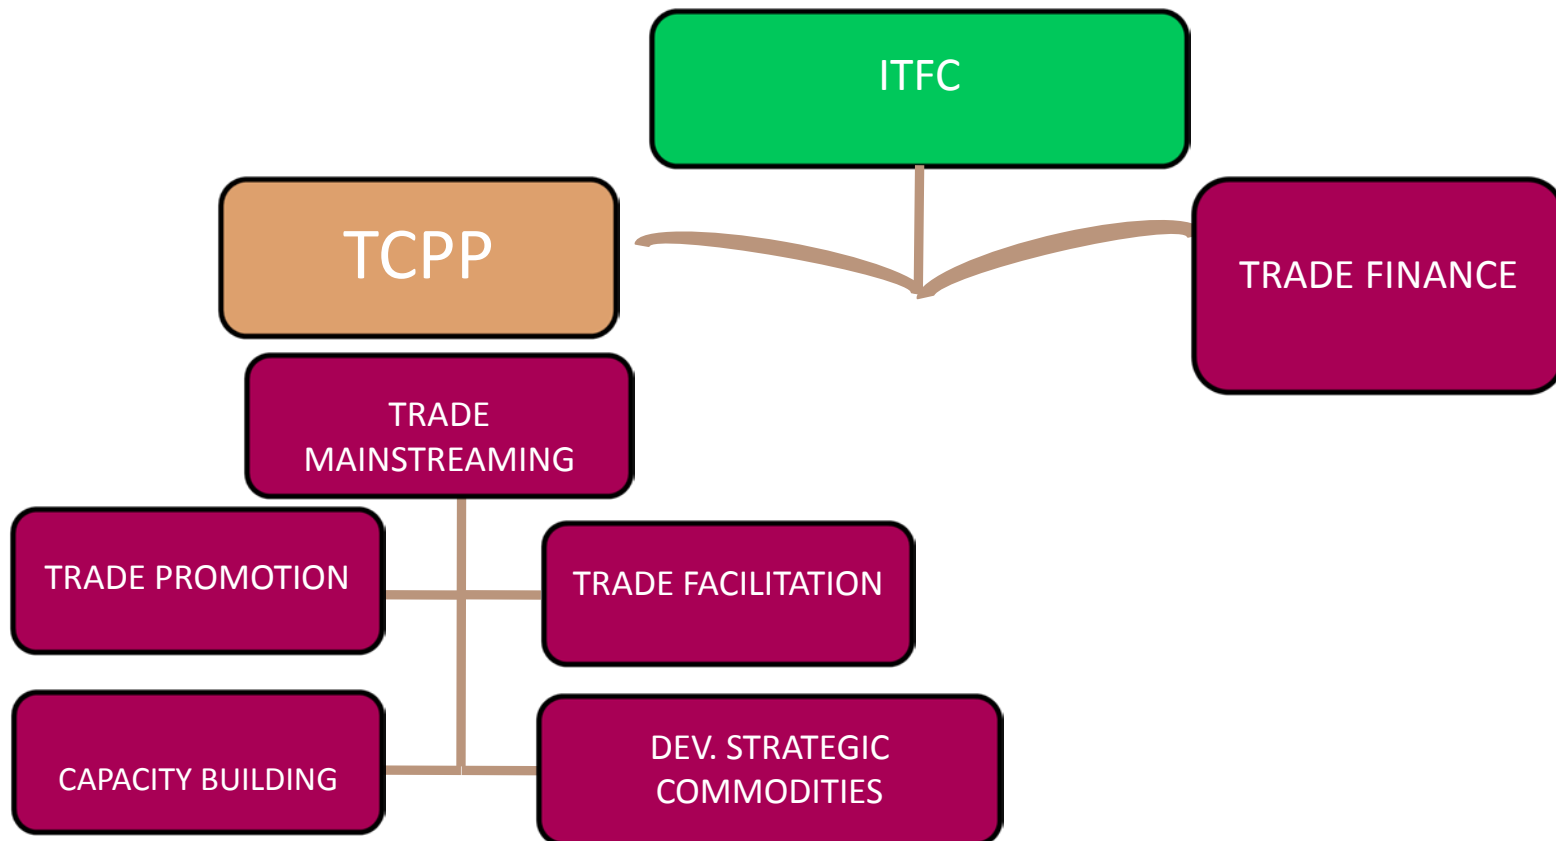 ITFC
TCPP
TRADE FINANCE
TRADE
MAINSTREAMING
TRADE PROMOTION
TRADE FACILITATION
CAPACITY BUILDING
DEV. STRATEGIC
COMMODITIES